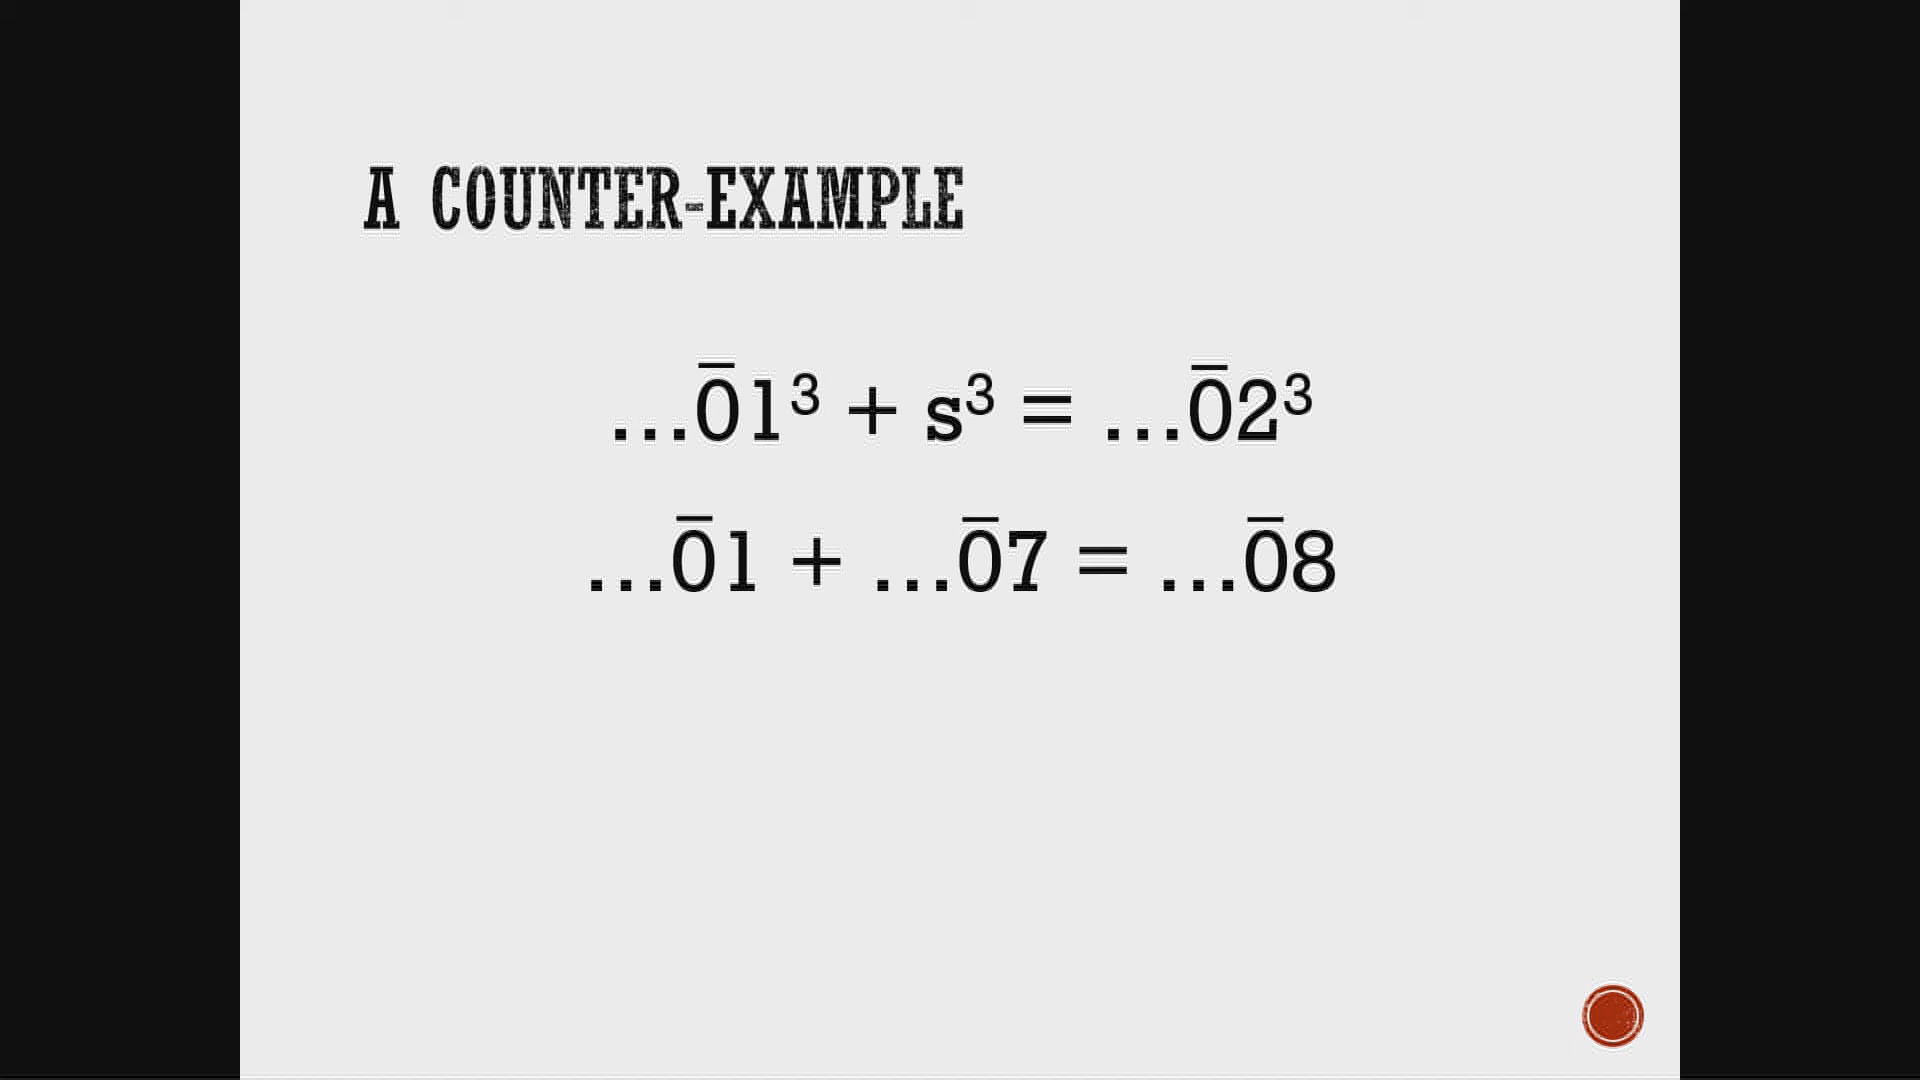 A COUNTER-EXAMPLE
...0̅1³ + s³ = ...0̅2³
...0̅1 + ...0̅7 = ...0̅8